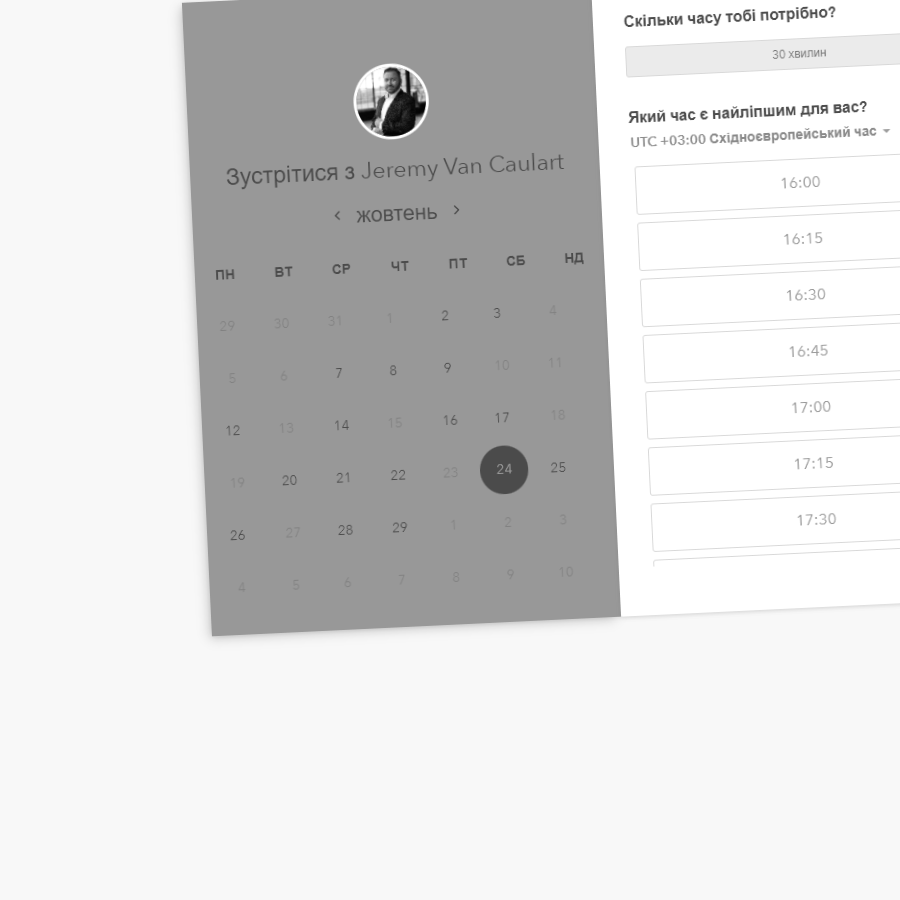 Зустрітися з Jeremy Van Caulart
жовтень
ПН ВТ СР ЧТ ПТ СБ НД
29 30 31 1 2 3 4
5 6 7 8 9 10 11
12 13 14 15 16 17 18
19 20 21 22 23 24 25
26 27 28 29 1 2 3
4 5 6 7 8 9 10
Скільки часу тобі потрібно?
30 хвилин
Який час є найліпшим для вас?
UTC +03:00 Східноєвропейський час
16:00
16:15
16:30
16:45
17:00
17:15
17:30